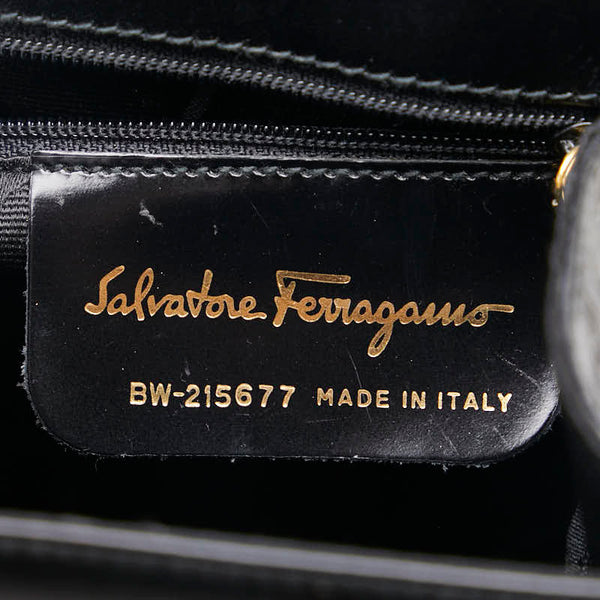 Salvatore Ferragamo
BW-215677 MADE IN ITALY